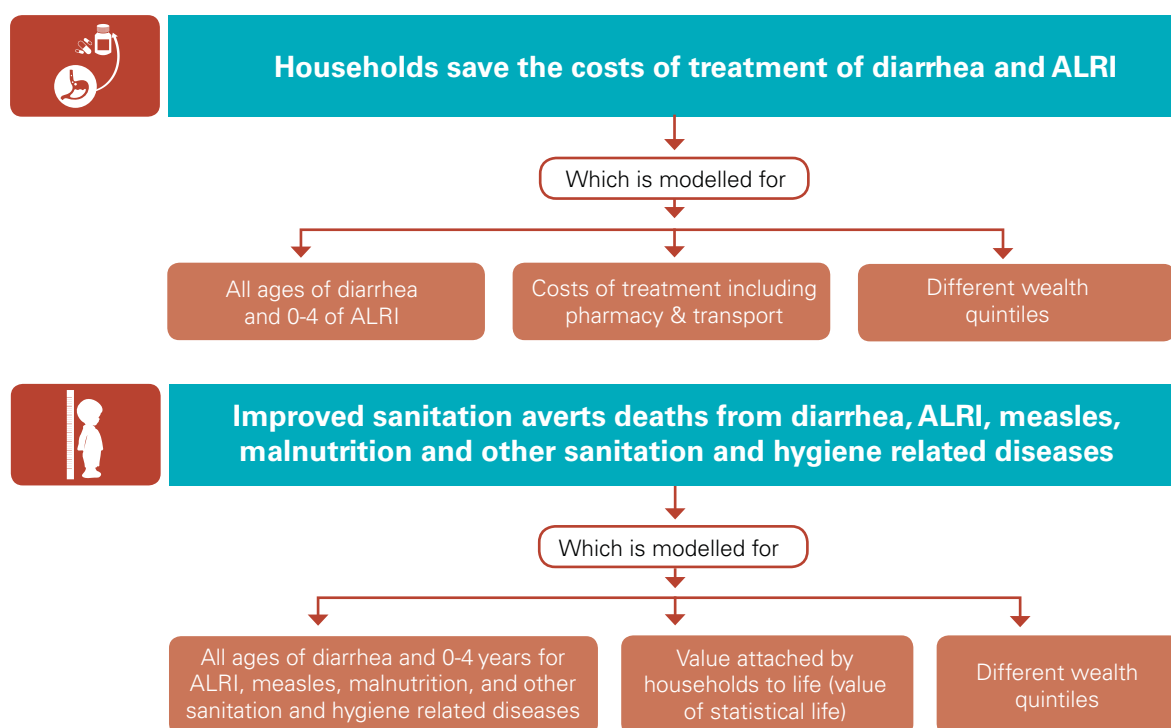 Households save the costs of treatment of diarrhea and ALRI
Which is modelled for
All ages of diarrhea
and 0-4 of ALRI
Costs of treatment including
pharmacy & transport
Different wealth
quintiles
Improved sanitation averts deaths from diarrhea, ALRI, measles,
malnutrition and other sanitation and hygiene related diseases
Which is modelled for
All ages of diarrhea and 0-4 years for
ALRI, measles, malnutrition, and other
sanitation and hygiene related diseases
Value attached by
households to life (value
of statistical life)
Different wealth
quintiles